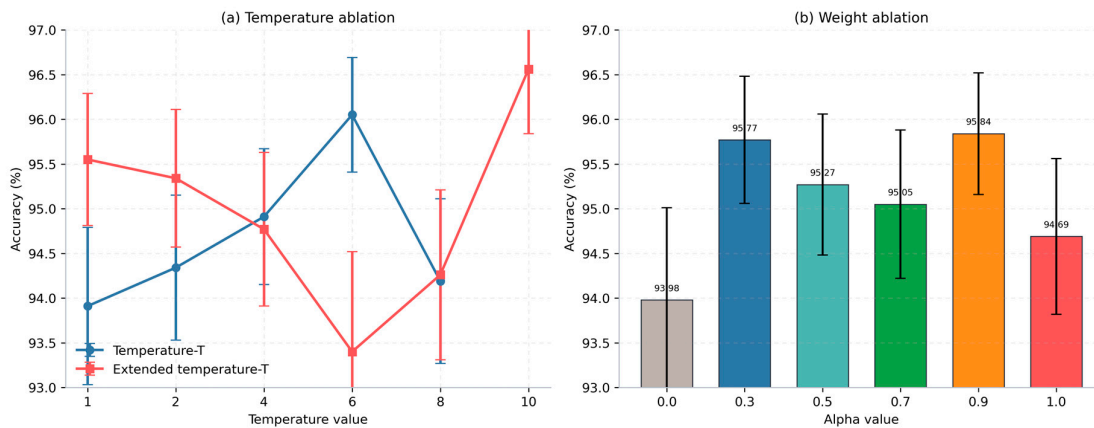 (a) Temperature ablation
97.0
96.5
96.0
95.5
95.0
94.5
94.0
93.5
93.0
Accuracy (%)
Temperature-T
Extended temperature-T
1 2 4 6 8 10
Temperature value
(b) Weight ablation
97.0
96.5
96.0
95.5
95.0
94.5
94.0
93.5
93.0
Accuracy (%)
93.98
95.77
95.27
95.05
95.84
94.69
0.0 0.3 0.5 0.7 0.9 1.0
Alpha value